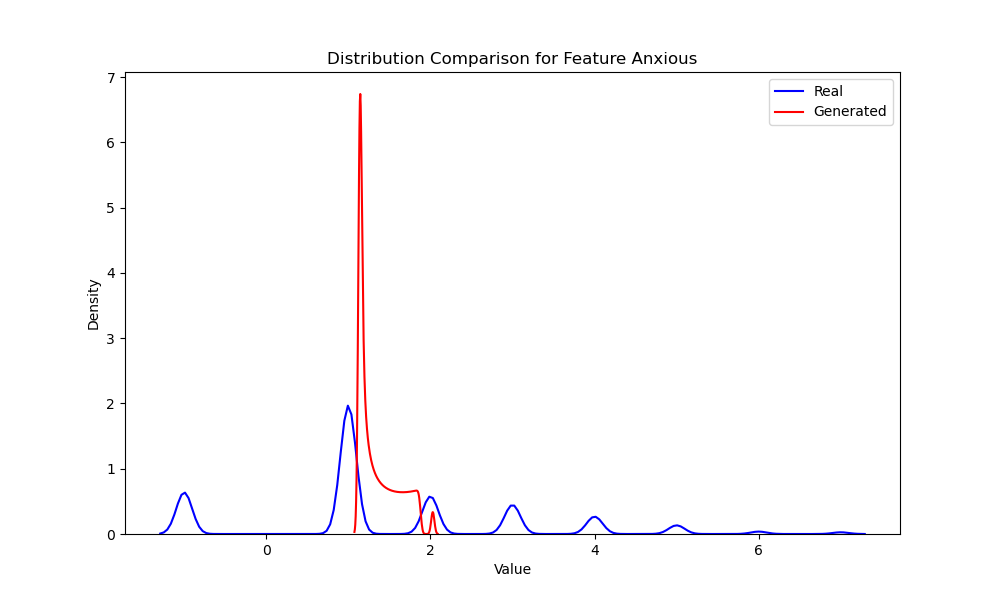 Distribution Comparison for Feature Anxious
Real
Generated
7
6
5
4
3
2
1
0
Density
0 2 4 6
Value